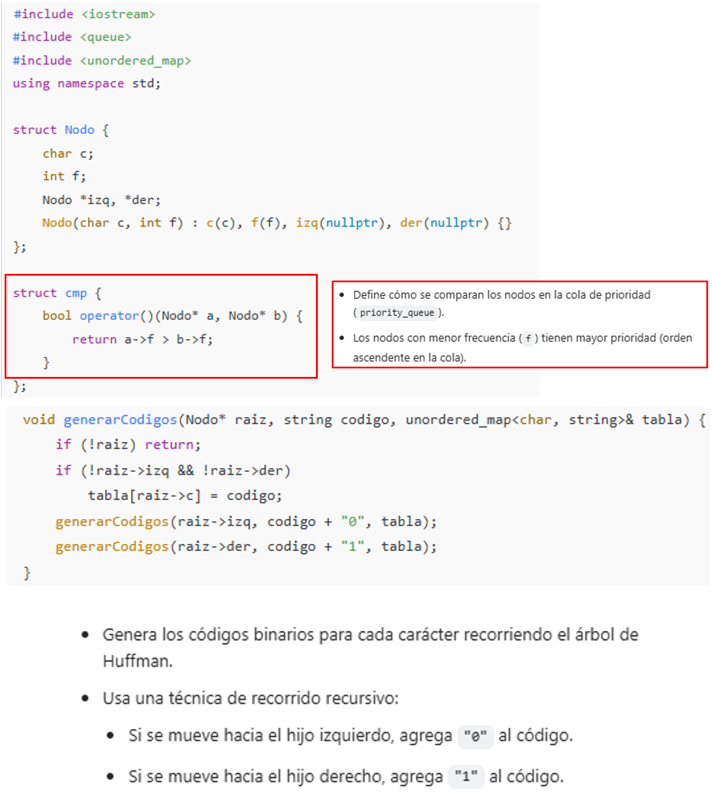 #include <iostream>
#include <queue>
#include <unordered_map>
using namespace std;
struct Nodo {
    char c;
    int f;
    Nodo *izq, *der;
    Nodo(char c, int f) : c(c), f(f), izq(nullptr), der(nullptr) {}
};
struct cmp {
    bool operator()(Nodo* a, Nodo* b) {
        return a->f > b->f;
    }
};
• Define cómo se comparan los nodos en la cola de prioridad
(priority_queue).
• Los nodos con menor frecuencia (f) tienen mayor prioridad (orden
ascendente en la cola).
void generarCodigos(Nodo* raiz, string codigo, unordered_map<char, string>& tabla) {
    if (!raiz) return;
    if (!raiz->izq && !raiz->der)
        tabla[raiz->c] = codigo;
    generarCodigos(raiz->izq, codigo + "0", tabla);
    generarCodigos(raiz->der, codigo + "1", tabla);
}
• Genera los códigos binarios para cada carácter recorriendo el árbol de
Huffman.
• Usa una técnica de recorrido recursivo:
• Si se mueve hacia el hijo izquierdo, agrega "0" al código.
• Si se mueve hacia el hijo derecho, agrega "1" al código.